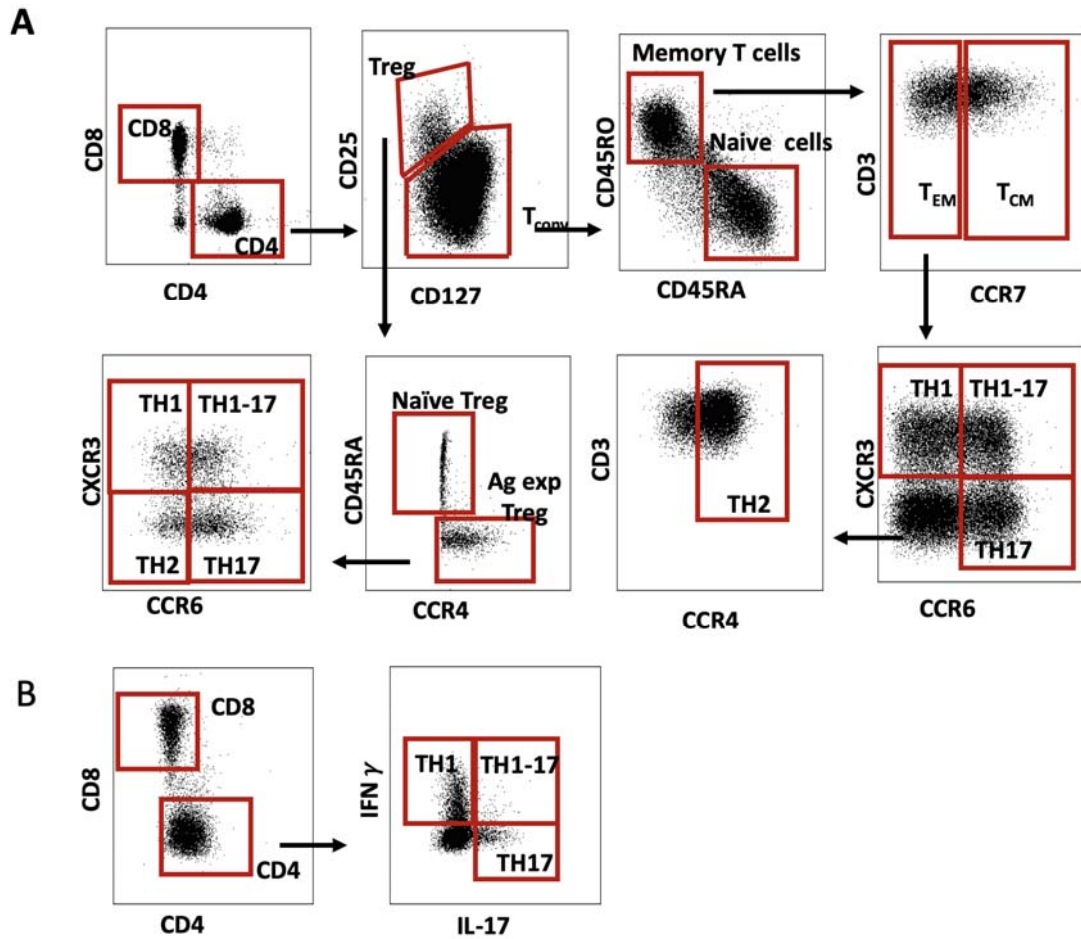 A
CD8
CD8
CD4
CD4
Treg
CD25
Tconv
CD127
Memory T cells
CD45RO
Naive cells
CD45RA
CD3
TEM
TCM
CCR7
TH1
TH1-17
CXCR3
TH2
TH17
CCR6
Naïve Treg
CD45RA
Ag exp
Treg
CCR4
CD3
TH2
CCR4
TH1
TH1-17
CXCR3
TH17
CCR6
B
CD8
CD8
CD4
CD4
IFN γ
TH1
TH1-17
TH17
IL-17